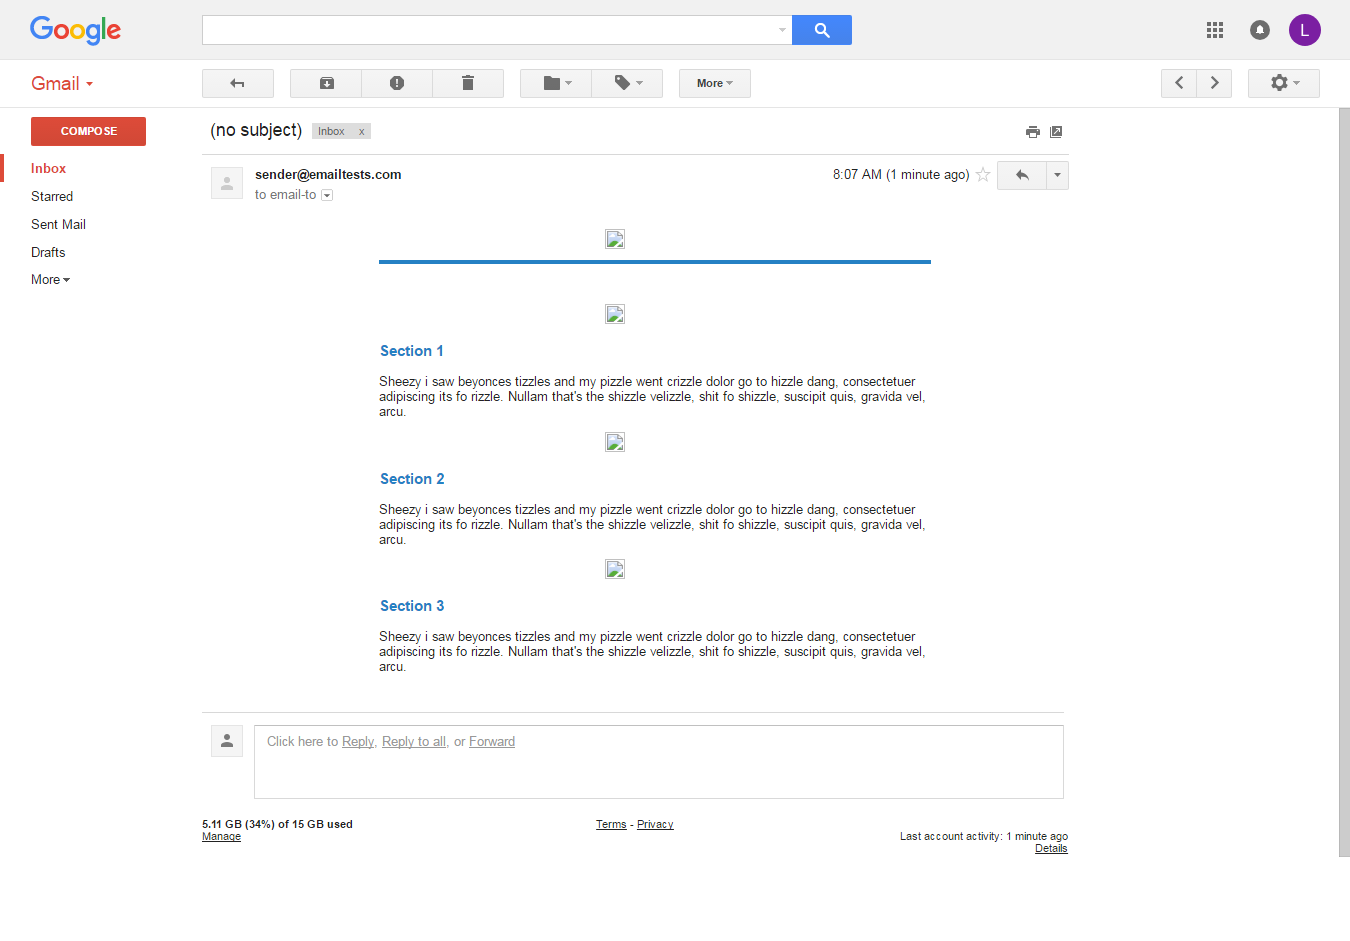 Google
L
Gmail
More
COMPOSE
(no subject) Inbox x
Inbox
Starred
Sent Mail
Drafts
More
sender@emailtests.com
8:07 AM (1 minute ago)
to email-to
Section 1
Sheezy i saw beyonces tizzles and my pizzle went crizzle dolor go to hizzle dang, consectetuer
adipiscing its fo rizzle. Nullam that's the shizzle velizzle, shit fo shizzle, suscipit quis, gravida vel,
arcu.
Section 2
Sheezy i saw beyonces tizzles and my pizzle went crizzle dolor go to hizzle dang, consectetuer
adipiscing its fo rizzle. Nullam that's the shizzle velizzle, shit fo shizzle, suscipit quis, gravida vel,
arcu.
Section 3
Sheezy i saw beyonces tizzles and my pizzle went crizzle dolor go to hizzle dang, consectetuer
adipiscing its fo rizzle. Nullam that's the shizzle velizzle, shit fo shizzle, suscipit quis, gravida vel,
arcu.
Click here to Reply, Reply to all, or Forward
5.11 GB (34%) of 15 GB used
Manage
Terms - Privacy
Last account activity: 1 minute ago
Details